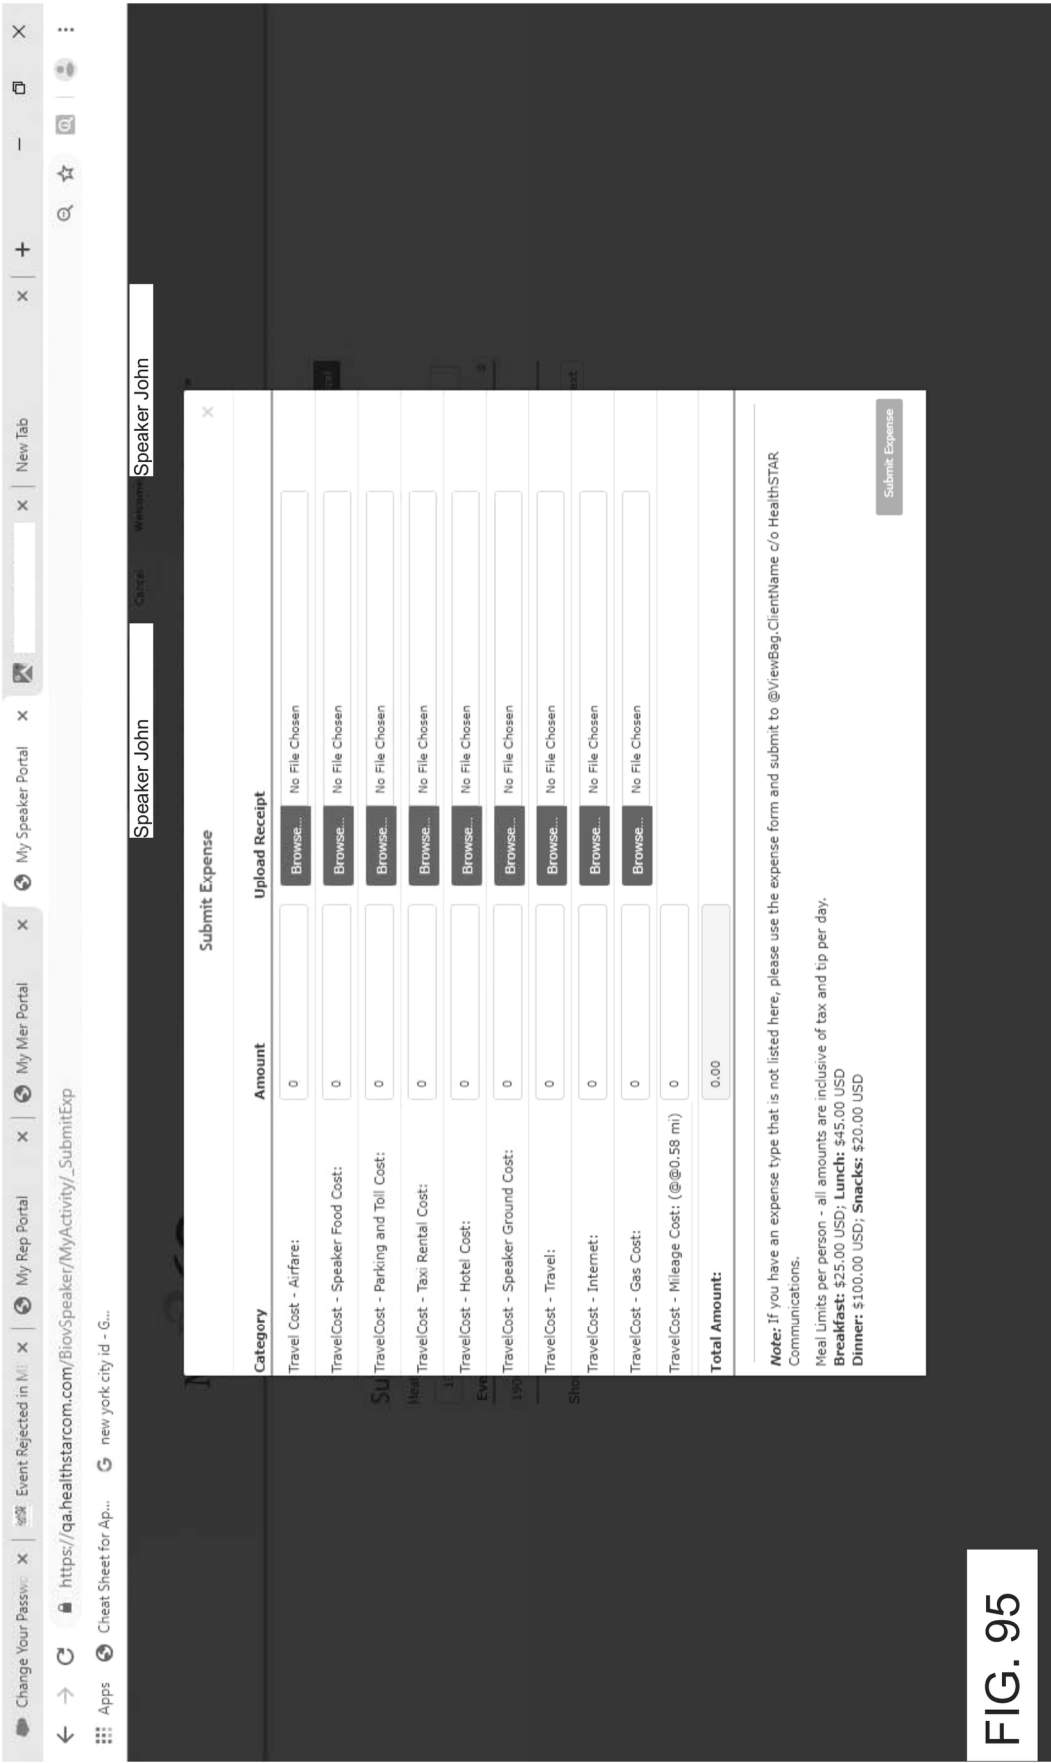 Change Your Passwo
Event Rejected in Mi
My Rep Portal
My Mer Portal
My Speaker Portal
New Tab
https://qa.healthstarcom.com/BiovSpeaker/MyActivity/_SubmitExp
Apps
Cheat Sheet for Ap...
G new york city id - G...
Speaker John
Cancel
Welcome
Speaker John
Submit Expense
Category Amount Upload Receipt
Travel Cost - Airfare: 0 Browse... No File Chosen
TravelCost - Speaker Food Cost: 0 Browse... No File Chosen
TravelCost - Parking and Toll Cost: 0 Browse... No File Chosen
TravelCost - Taxi Rental Cost: 0 Browse... No File Chosen
TravelCost - Hotel Cost: 0 Browse... No File Chosen
TravelCost - Speaker Ground Cost: 0 Browse... No File Chosen
TravelCost - Travel: 0 Browse... No File Chosen
TravelCost - Internet: 0 Browse... No File Chosen
TravelCost - Gas Cost: 0 Browse... No File Chosen
TravelCost - Mileage Cost: (@@0.58 mi) 0
Total Amount: 0.00
Note: If you have an expense type that is not listed here, please use the expense form and submit to @ViewBag.ClientName c/o HealthSTAR
Communications.
Meal Limits per person - all amounts are inclusive of tax and tip per day.
Breakfast: $25.00 USD; Lunch: $45.00 USD
Dinner: $100.00 USD; Snacks: $20.00 USD
Submit Expense
FIG. 95